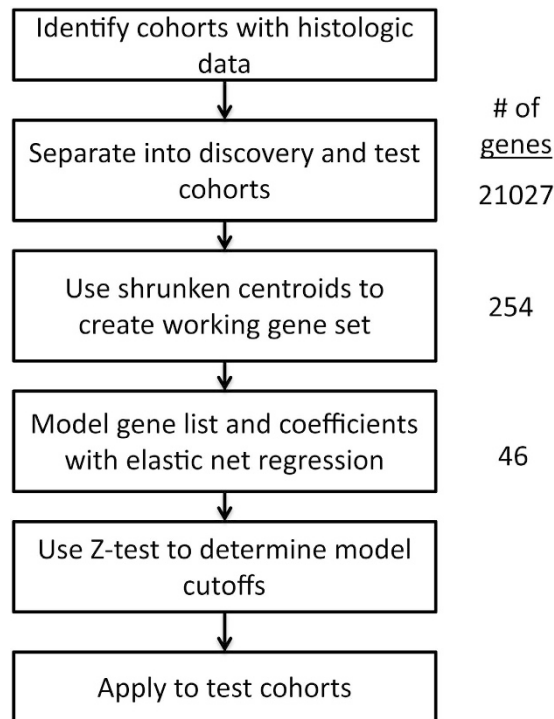 Identify cohorts with histologic
data
# of
genes
Separate into discovery and test
cohorts
21027
Use shrunken centroids to
create working gene set
254
Model gene list and coefficients
with elastic net regression
46
Use Z-test to determine model
cutoffs
Apply to test cohorts